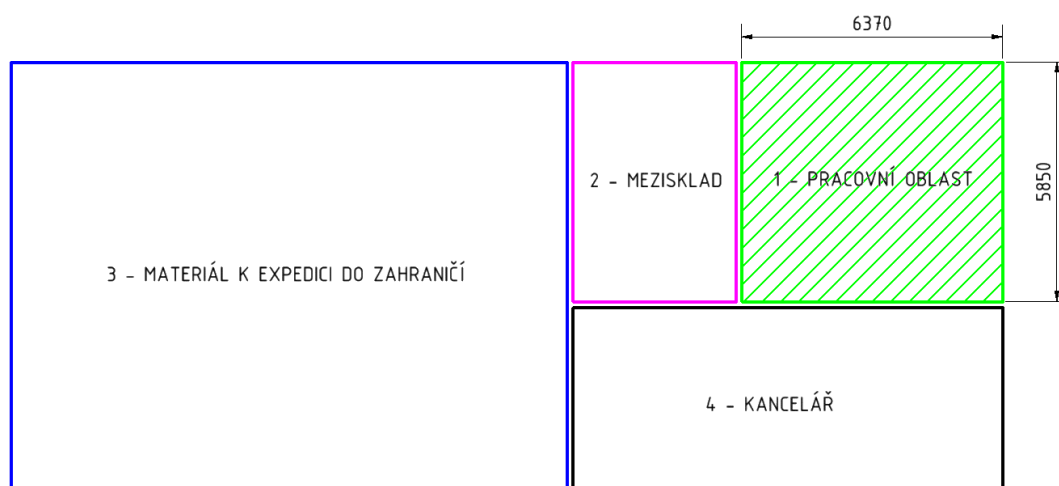 6370
2 - MEZISKLAD
1 - PRACOVNÍ OBLAST
5850
3 - MATERIÁL K EXPEDICI DO ZAHRANIČÍ
4 - KANCELÁŘ